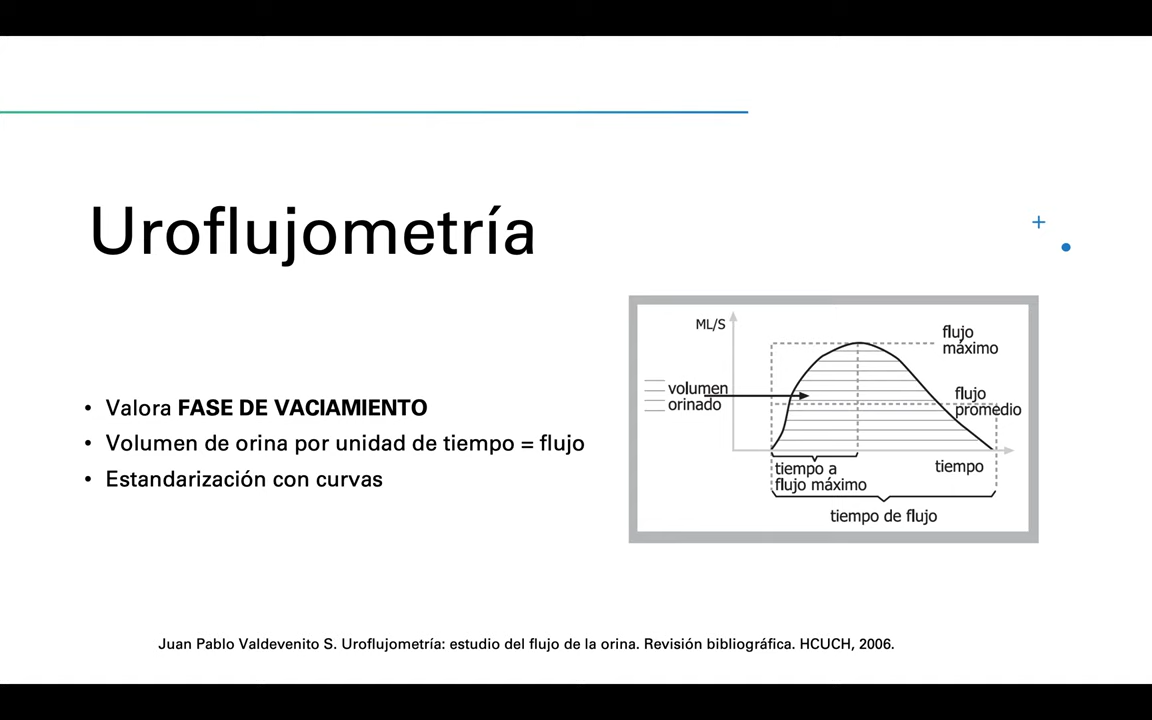 Uroflujometría
• Valora FASE DE VACIAMIENTO
• Volumen de orina por unidad de tiempo = flujo
• Estandarización con curvas
ML/S
flujo
máximo
volumen
orinado
flujo
promedio
tiempo a
flujo máximo
tiempo
tiempo de flujo
Juan Pablo Valdevenito S. Uroflujometría: estudio del flujo de la orina. Revisión bibliográfica. HCUCH, 2006.